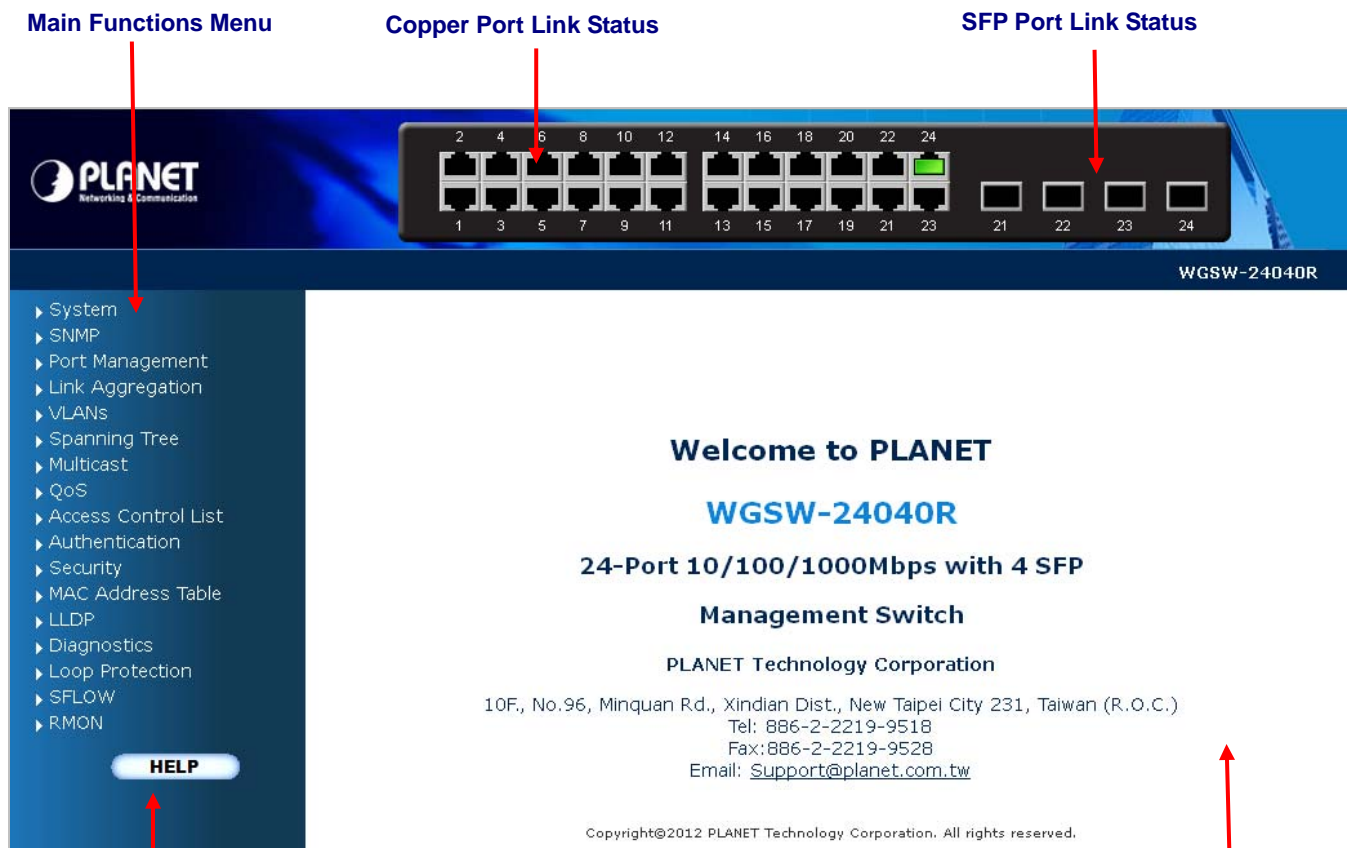 Main Functions Menu
Copper Port Link Status
SFP Port Link Status
PLANET
Networking & Communication
2 4 6 8 10 12 14 16 18 20 22 24
1 3 5 7 9 11 13 15 17 19 21 23 21 22 23 24
WGSW-24040R
System
SNMP
Port Management
Link Aggregation
VLANs
Spanning Tree
Multicast
QoS
Access Control List
Authentication
Security
MAC Address Table
LLDP
Diagnostics
Loop Protection
SFLOW
RMON
HELP
Welcome to PLANET
WGSW-24040R
24-Port 10/100/1000Mbps with 4 SFP
Management Switch
PLANET Technology Corporation
10F., No.96, Minquan Rd., Xindian Dist., New Taipei City 231, Taiwan (R.O.C.)
Tel: 886-2-2219-9518
Fax:886-2-2219-9528
Email: Support@planet.com.tw
Copyright©2012 PLANET Technology Corporation. All rights reserved.